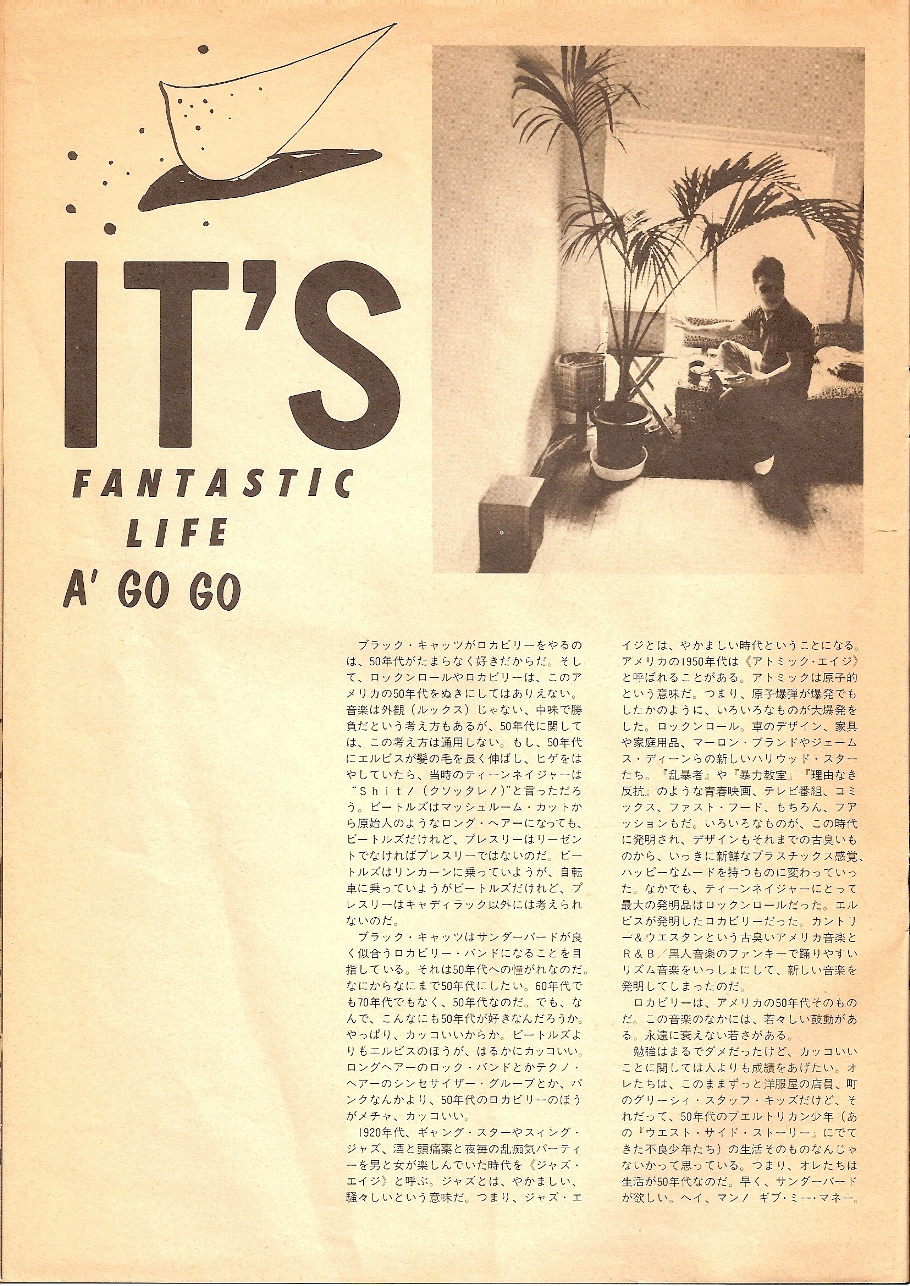 IT'S
FANTASTIC
LIFE
A' GO GO
ブラック・キャッツがロカビリーをやるの
は、50年代がたまらなく好きだからだ。そし
て、ロックンロールやロカビリーは、このア
メリカの50年代をぬきにしてはありえない。
音楽は外観（ルックス）じゃない、中味で勝
負だという考え方もあるが、50年代に関して
は、この考え方は通用しない。もし、50年代
にエルビスが髪の毛を長く伸ばし、ヒゲをは
やしていたら、当時のティーンネイジャーは
“Ｓｈｉｔ！（クソッタレ！）”と言っただろ
う。ビートルズはマッシュルーム・カットか
ら原始人のようなロング・ヘアーになっても、
ビートルズだけれど、プレスリーはリーゼン
トでなければプレスリーではないのだ。ビー
トルズはリンカーンに乗っていようが、自転
車に乗っていようがビートルズだけれど、プ
レスリーはキャディラック以外には考えられ
ないのだ。
ブラック・キャッツはサンダーバードが良
く似合うロカビリー・バンドになることを目
指している。それは50年代への憧がれなのだ。
なにからなにまで50年代にしたい。60年代で
も70年代でもなく、50年代なのだ。でも、な
んで、こんなにも50年代が好きなんだろうか。
やっぱり、カッコいいからか。ビートルズよ
りもエルビスのほうが、はるかにカッコいい。
ロングヘアーのロック・バンドとかテクノ・
ヘアーのシンセサイザー・グループとか、パ
ンクなんかより、50年代のロカビリーのほう
がメチャ、カッコいい。
1920年代、ギャング・スターやスィング・
ジャズ、酒と頭痛薬と夜毎の乱痴気パーティ
ーを男と女が楽しんでいた時代を《ジャズ・
エイジ》と呼ぶ。ジャズとは、やかましい、
騒々しいという意味だ。つまり、ジャズ・エ
イジとは、やかましい時代ということになる。
アメリカの1950年代は《アトミック・エイジ》
と呼ばれることがある。アトミックは原子的
という意味だ。つまり、原子爆弾が爆発でも
したかのように、いろいろなものが大爆発を
した。ロックンロール。車のデザイン、家具
や家庭用品、マーロン・ブランドやジェーム
ス・ディーンらの新しいハリウッド・スター
たち。『乱暴者』や『暴力教室』『理由なき
反抗』のような青春映画、テレビ番組、コミ
ックス、ファスト・フード、もちろん、ファ
ッションもだ。いろいろなものが、この時代
に発明され、デザインもそれまでの古臭いも
のから、いっきに新鮮なプラスチックス感覚、
ハッピーなムードを持つものに変わっていっ
た。なかでも、ティーンネイジャーにとって
最大の発明品はロックンロールだった。エル
ビスが発明したロカビリーだった。カントリ
ー＆ウエスタンという古臭いアメリカ音楽と
Ｒ＆Ｂ／黒人音楽のファンキーで踊りやすい
リズム音楽をいっしょにして、新しい音楽を
発明してしまったのだ。
ロカビリーは、アメリカの50年代そのもの
だ。この音楽のなかには、若々しい鼓動があ
る。永遠に衰えない若さがある。
勉強はまるでダメだったけど、カッコいい
ことに関しては人よりも成績をあげたい。オ
レたちは、このままずっと洋服屋の店員、町
のグリーシィ・スタッフ・キッズだけど、そ
れだって、50年代のプエルトリカン少年（あ
の『ウエスト・サイド・ストーリー』にでて
きた不良少年たち）の生活そのものなんじゃ
ないかって思っている。つまり、オレたちは
生活が50年代なのだ。早く、サンダーバード
が欲しい。ヘイ、マン！ ギブ・ミー・マネー。